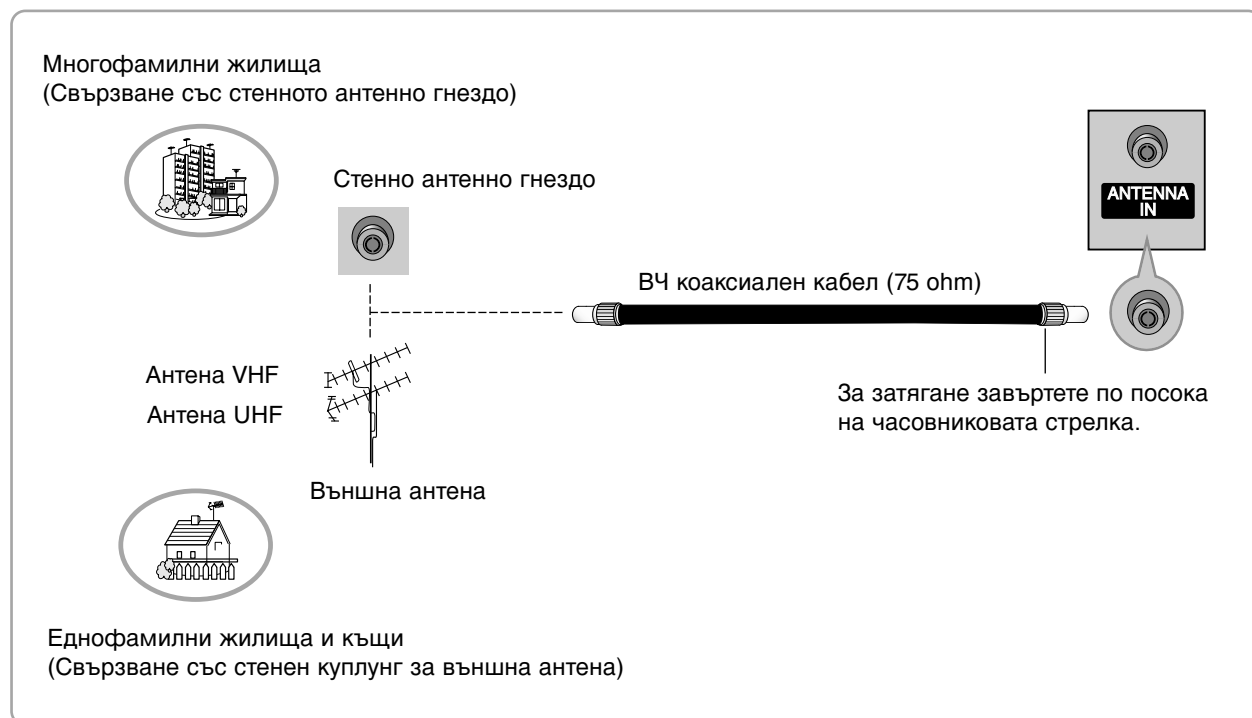 Многофамилни жилища
(Свързване със стенното антенно гнездо)
Стенно антенно гнездо
ANTENNA
IN
ВЧ коаксиален кабел (75 ohm)
Антена VHF
Антена UHF
За затягане завъртете по посока
на часовниковата стрелка.
Външна антена
Еднофамилни жилища и къщи
(Свързване със стенен куплунг за външна антена)